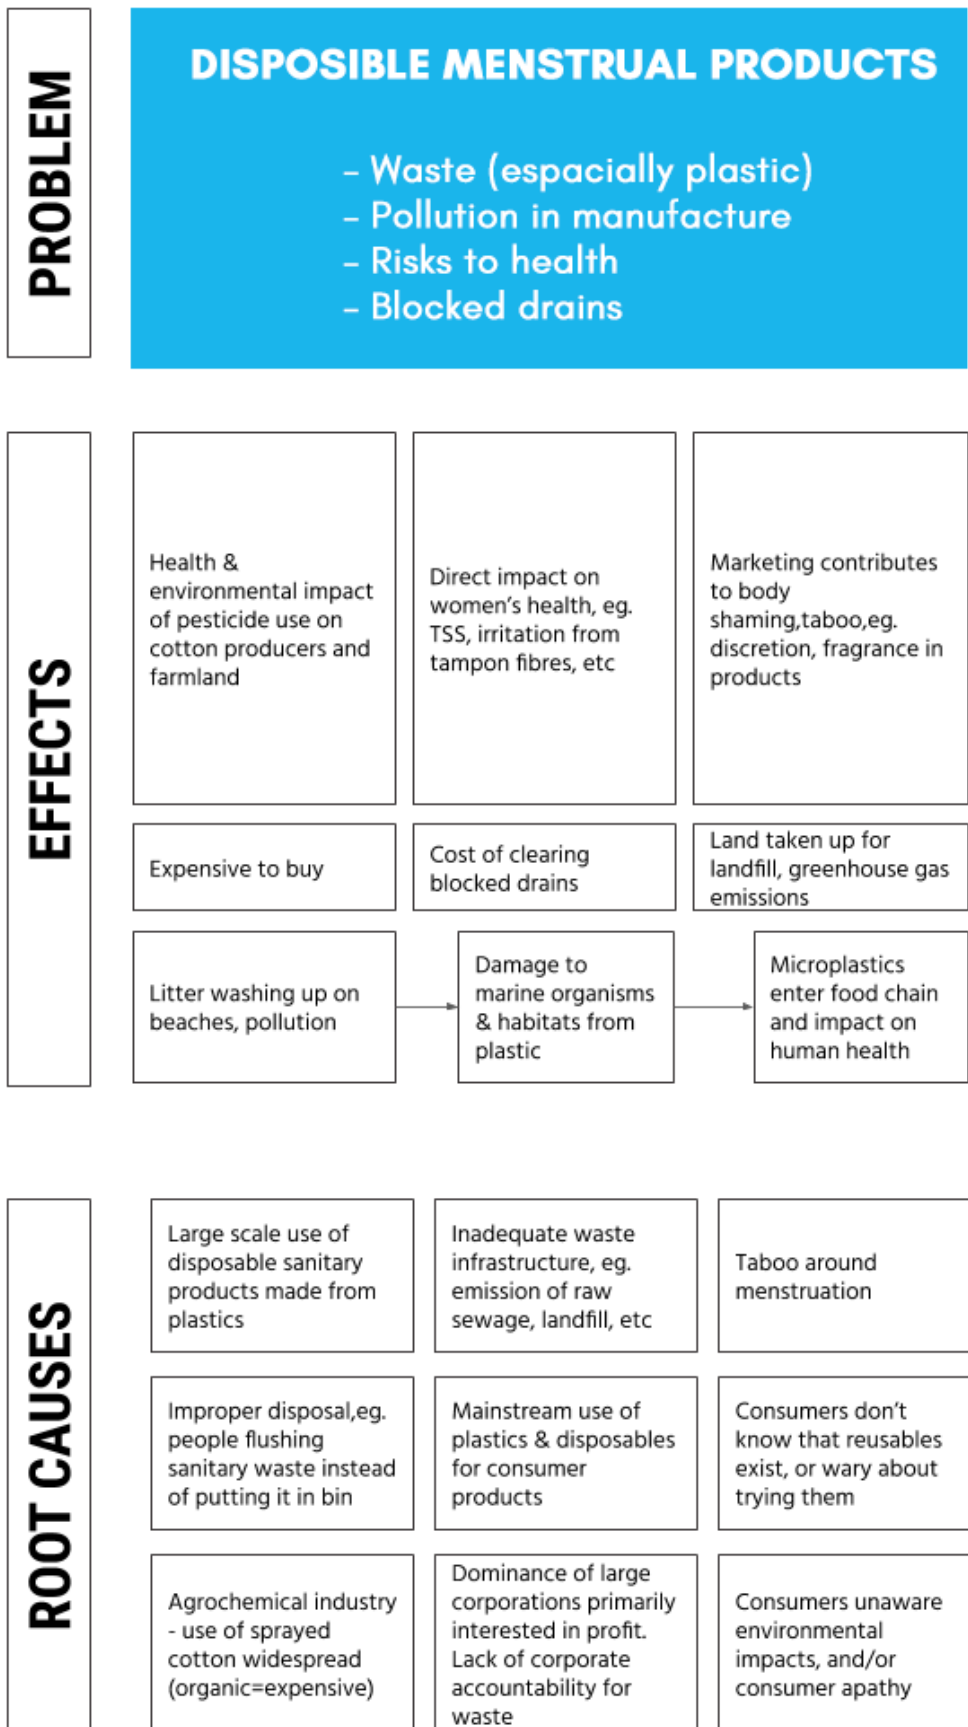 PROBLEM
DISPOSIBLE MENSTRUAL PRODUCTS
- Waste (espacially plastic)
- Pollution in manufacture
- Risks to health
- Blocked drains
EFFECTS
Health &
environmental impact
of pesticide use on
cotton producers and
farmland
Direct impact on
women's health, eg.
TSS, irritation from
tampon fibres, etc
Marketing contributes
to body
shaming,taboo,eg.
discretion, fragrance in
products
Expensive to buy
Cost of clearing
blocked drains
Land taken up for
landfill, greenhouse gas
emissions
Litter washing up on
beaches, pollution
Damage to
marine organisms
& habitats from
plastic
Microplastics
enter food chain
and impact on
human health
ROOT CAUSES
Large scale use of
disposable sanitary
products made from
plastics
Inadequate waste
infrastructure, eg.
emission of raw
sewage, landfill, etc
Taboo around
menstruation
Improper disposal,eg.
people flushing
sanitary waste instead
of putting it in bin
Mainstream use of
plastics & disposables
for consumer
products
Consumers don't
know that reusables
exist, or wary about
trying them
Agrochemical industry
- use of sprayed
cotton widespread
(organic=expensive)
Dominance of large
corporations primarily
interested in profit.
Lack of corporate
accountability for
waste
Consumers unaware
environmental
impacts, and/or
consumer apathy